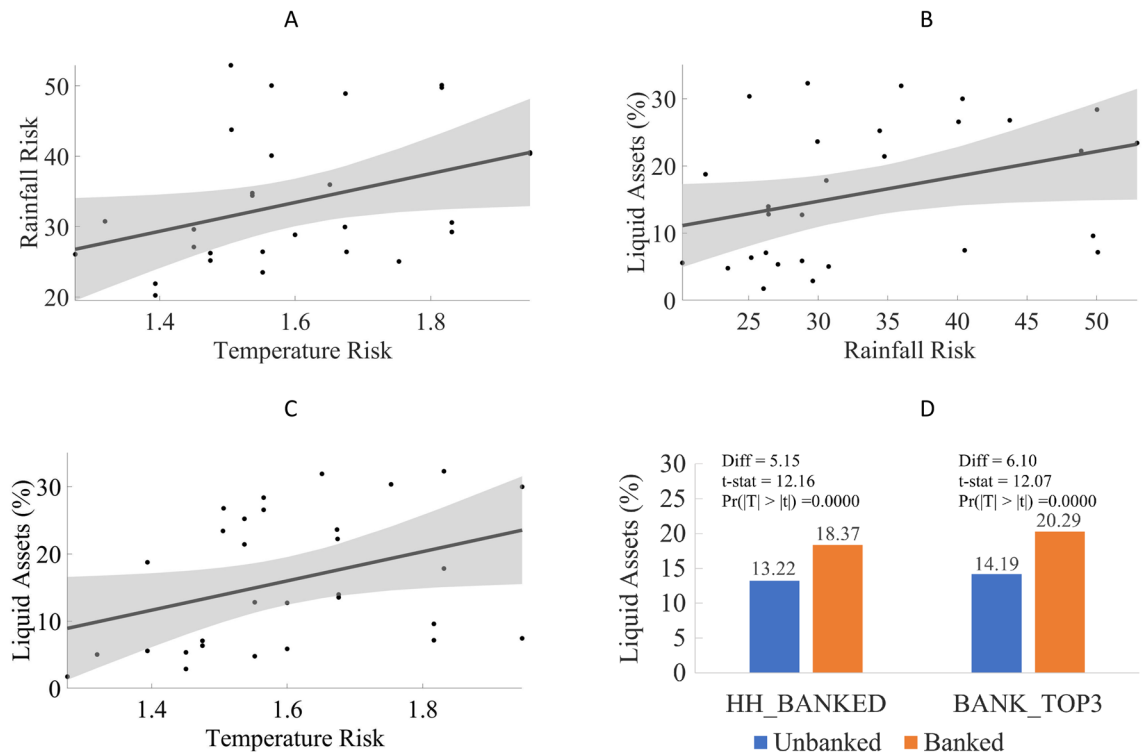 A
Rainfall Risk
50
40
30
20
1.4 1.6 1.8
Temperature Risk
B
Liquid Assets (%)
30
20
10
0
25 30 35 40 45 50
Rainfall Risk
C
Liquid Assets (%)
30
20
10
0
1.4 1.6 1.8
Temperature Risk
D
Liquid Assets (%)
30
25
20
15
10
5
0
Diff = 5.15
t-stat = 12.16
Pr(|T| > |t|) =0.0000
13.22
18.37
Diff = 6.10
t-stat = 12.07
Pr(|T| > |t|) =0.0000
14.19
20.29
HH_BANKED BANK_TOP3
Unbanked Banked